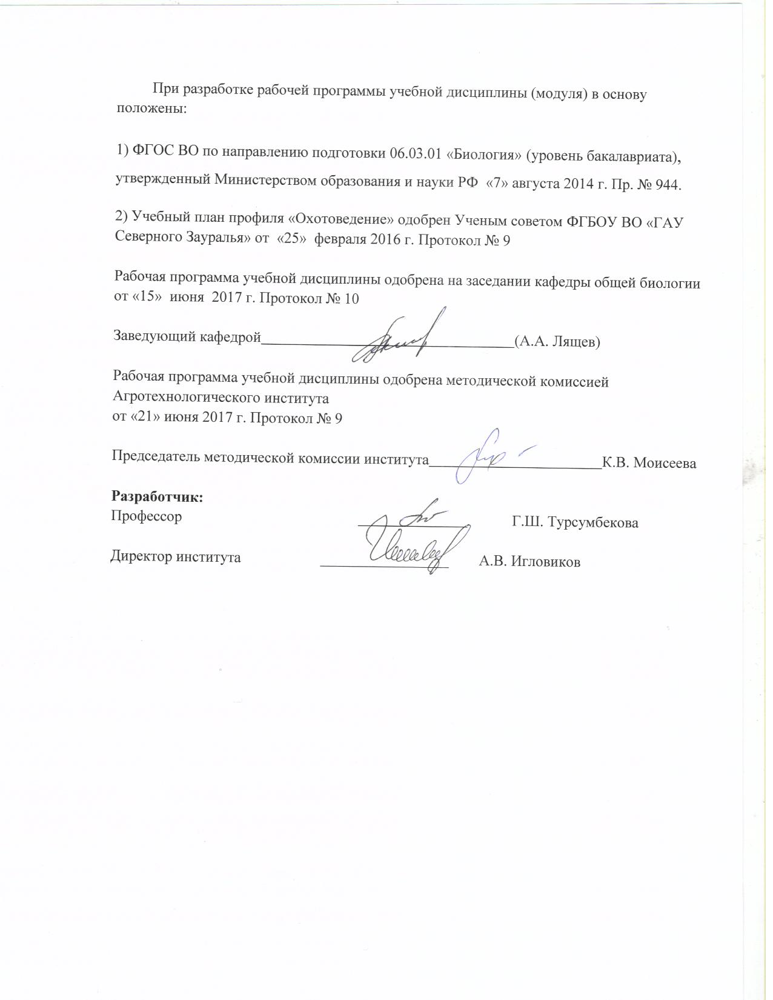 При разработке рабочей программы учебной дисциплины (модуля) в основу
положены:
1) ФГОС ВО по направлению подготовки 06.03.01 «Биология» (уровень бакалавриата),
утвержденный Министерством образования и науки РФ «7» августа 2014 г. Пр. № 944.
2) Учебный план профиля «Охотоведение» одобрен Ученым советом ФГБОУ ВО «ГАУ
Северного Зауралья» от «25» февраля 2016 г. Протокол № 9
Рабочая программа учебной дисциплины одобрена на заседании кафедры общей биологии
от «15» июня 2017 г. Протокол № 10
Заведующий кафедрой (А.А. Лящев)
Рабочая программа учебной дисциплины одобрена методической комиссией
Агротехнологического института
от «21» июня 2017 г. Протокол № 9
Председатель методической комиссии института К.В. Моисеева
Разработчик:
Профессор Г.Ш. Турсумбекова
Директор института А.В. Игловиков